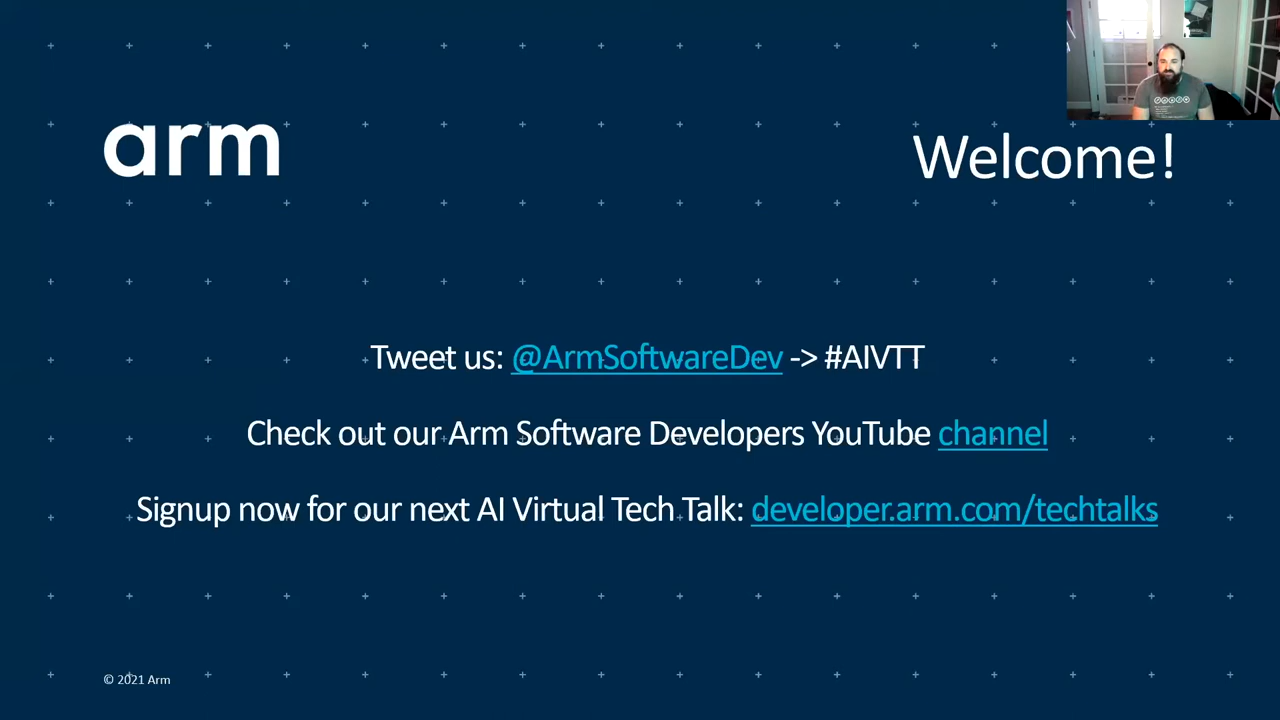 arm
Welcome!
Tweet us: @ArmSoftwareDev -> #AIVTT
Check out our Arm Software Developers YouTube channel
Signup now for our next AI Virtual Tech Talk: developer.arm.com/techtalks
© 2021 Arm